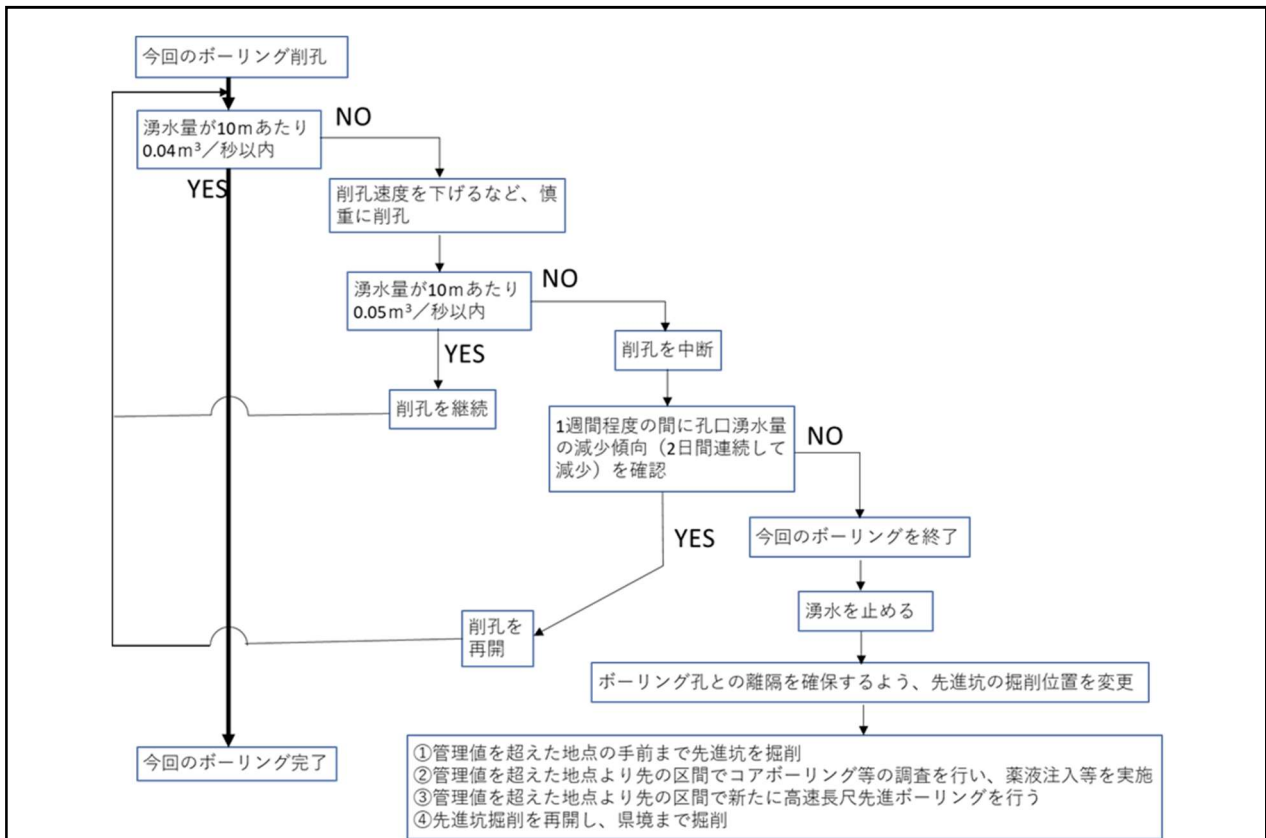 今回のボーリング削孔
湧水量が10mあたり
0.04m³／秒以内
NO
YES
削孔速度を下げるなど、慎
重に削孔
湧水量が10mあたり
0.05m³／秒以内
NO
YES
削孔を中断
削孔を継続
1週間程度の間に孔口湧水量
の減少傾向（2日間連続して
減少）を確認
NO
YES
今回のボーリングを終了
湧水を止める
削孔を
再開
ボーリング孔との離隔を確保するよう、先進坑の掘削位置を変更
今回のボーリング完了
①管理値を超えた地点の手前まで先進坑を掘削
②管理値を超えた地点より先の区間でコアボーリング等の調査を行い、薬液注入等を実施
③管理値を超えた地点より先の区間で新たに高速長尺先進ボーリングを行う
④先進坑掘削を再開し、県境まで掘削